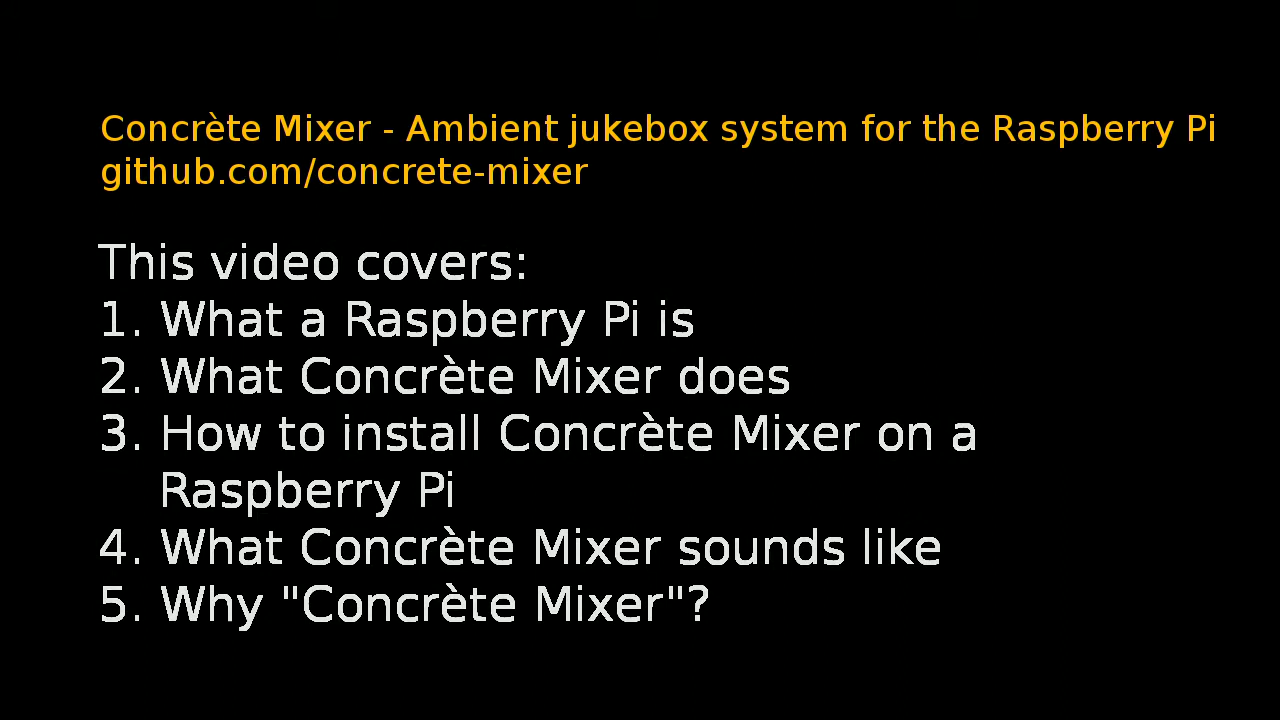 Concrète Mixer - Ambient jukebox system for the Raspberry Pi
github.com/concrete-mixer
This video covers:
1. What a Raspberry Pi is
2. What Concrète Mixer does
3. How to install Concrète Mixer on a
Raspberry Pi
4. What Concrète Mixer sounds like
5. Why "Concrète Mixer"?